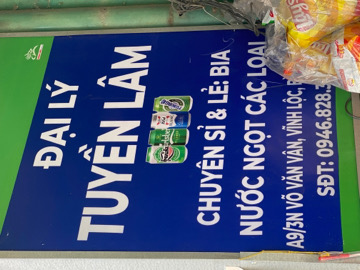 ĐẠI LÝ
TUYỀN LÂM
CHUYÊN SỈ & LẺ: BIA
NƯỚC NGỌT CÁC LOẠI
A9/3N VÕ VĂN VÂN, VĨNH LỘC,
SĐT: 0946.828.